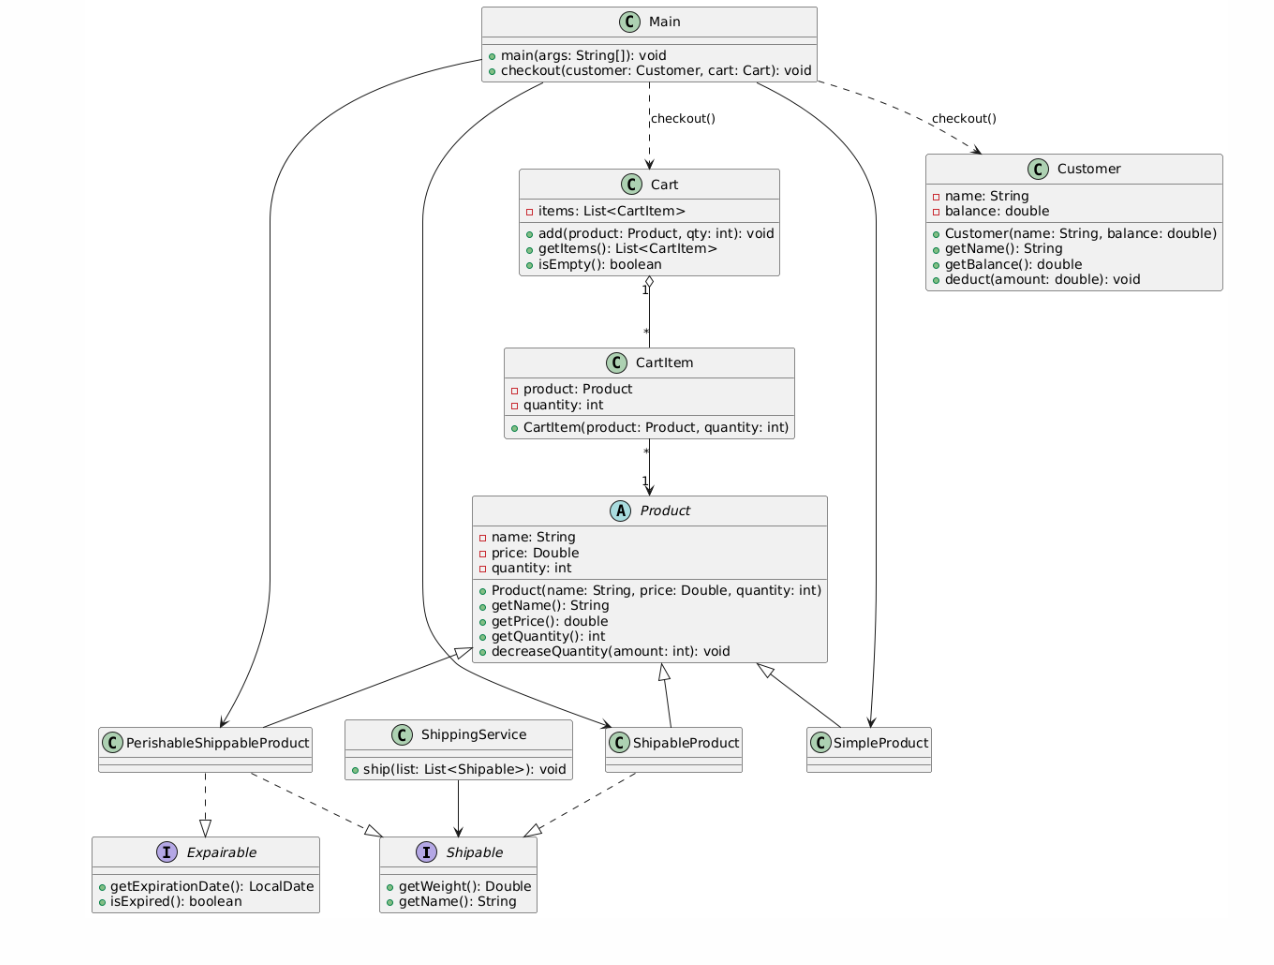 C Main
main(args: String[]): void
checkout(customer: Customer, cart: Cart): void
checkout()
checkout()
C Customer
name: String
balance: double
Customer(name: String, balance: double)
getName(): String
getBalance(): double
deduct(amount: double): void
C Cart
items: List<CartItem>
add(product: Product, qty: int): void
getItems(): List<CartItem>
isEmpty(): boolean
1
*
C CartItem
product: Product
quantity: int
CartItem(product: Product, quantity: int)
*
1
A Product
name: String
price: Double
quantity: int
Product(name: String, price: Double, quantity: int)
getName(): String
getPrice(): double
getQuantity(): int
decreaseQuantity(amount: int): void
C PerishableShippableProduct
C ShippingService
ship(list: List<Shipable>): void
C ShipableProduct
C SimpleProduct
I Expairable
getExpirationDate(): LocalDate
isExpired(): boolean
I Shipable
getWeight(): Double
getName(): String